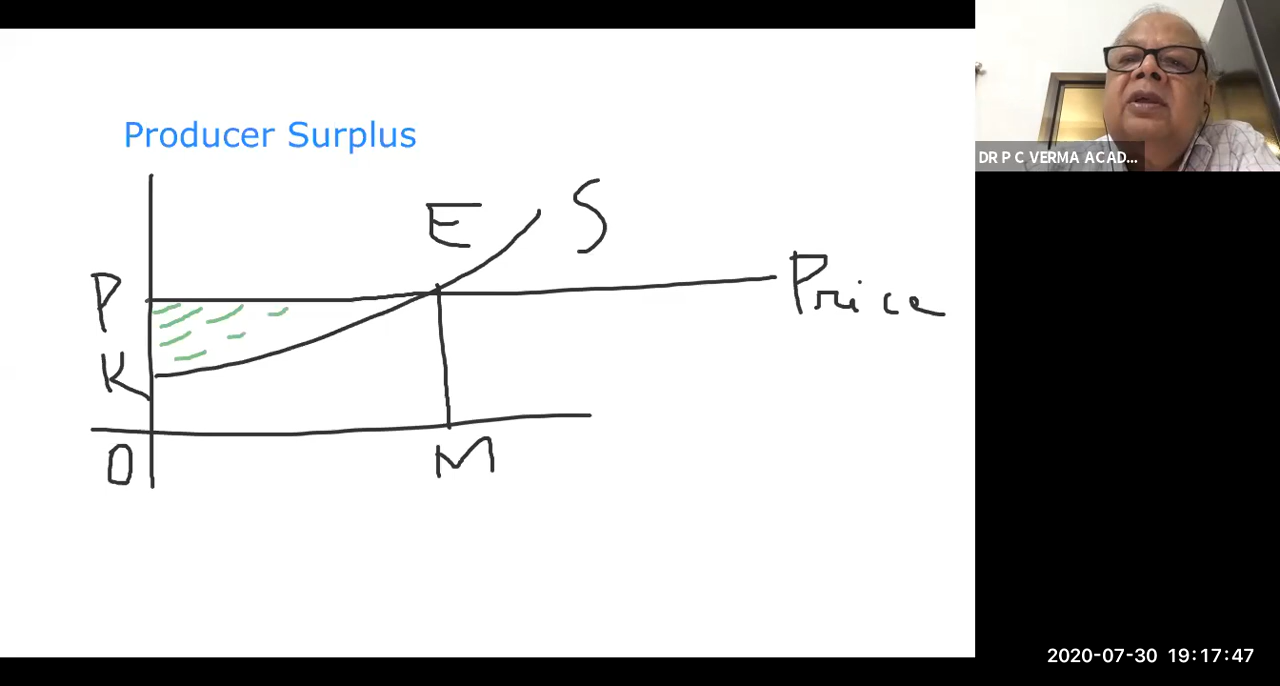 Producer Surplus
E S
P
Price
K
O
M
DR P C VERMA ACAD...
2020-07-30 19:17:47